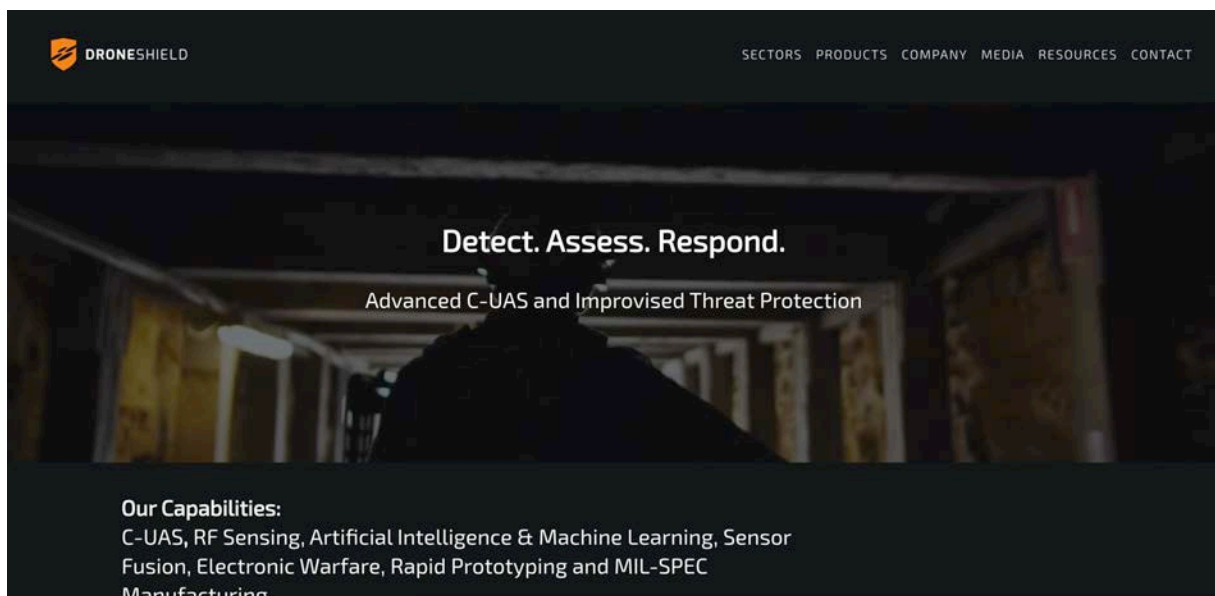 DRONESHIELD
SECTORS PRODUCTS COMPANY MEDIA RESOURCES CONTACT
Detect. Assess. Respond.
Advanced C-UAS and Improvised Threat Protection
Our Capabilities:
C-UAS, RF Sensing, Artificial Intelligence & Machine Learning, Sensor
Fusion, Electronic Warfare, Rapid Prototyping and MIL-SPEC
Manufacturing